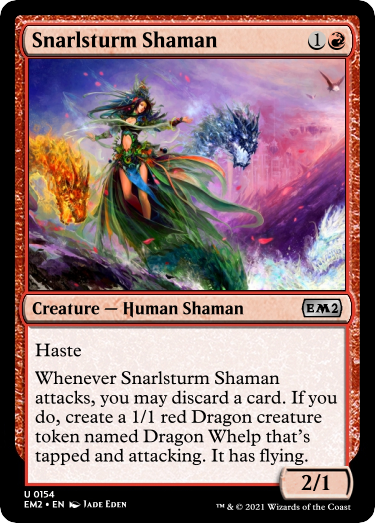 Snarlsturm Shaman 1
Creature — Human Shaman EM2
Haste
Whenever Snarlsturm Shaman
attacks, you may discard a card. If you
do, create a 1/1 red Dragon creature
token named Dragon Whelp that's
tapped and attacking. It has flying.
2/1
U 0154
EM2 • EN Jade Eden
™ & © 2021 Wizards of the Coast